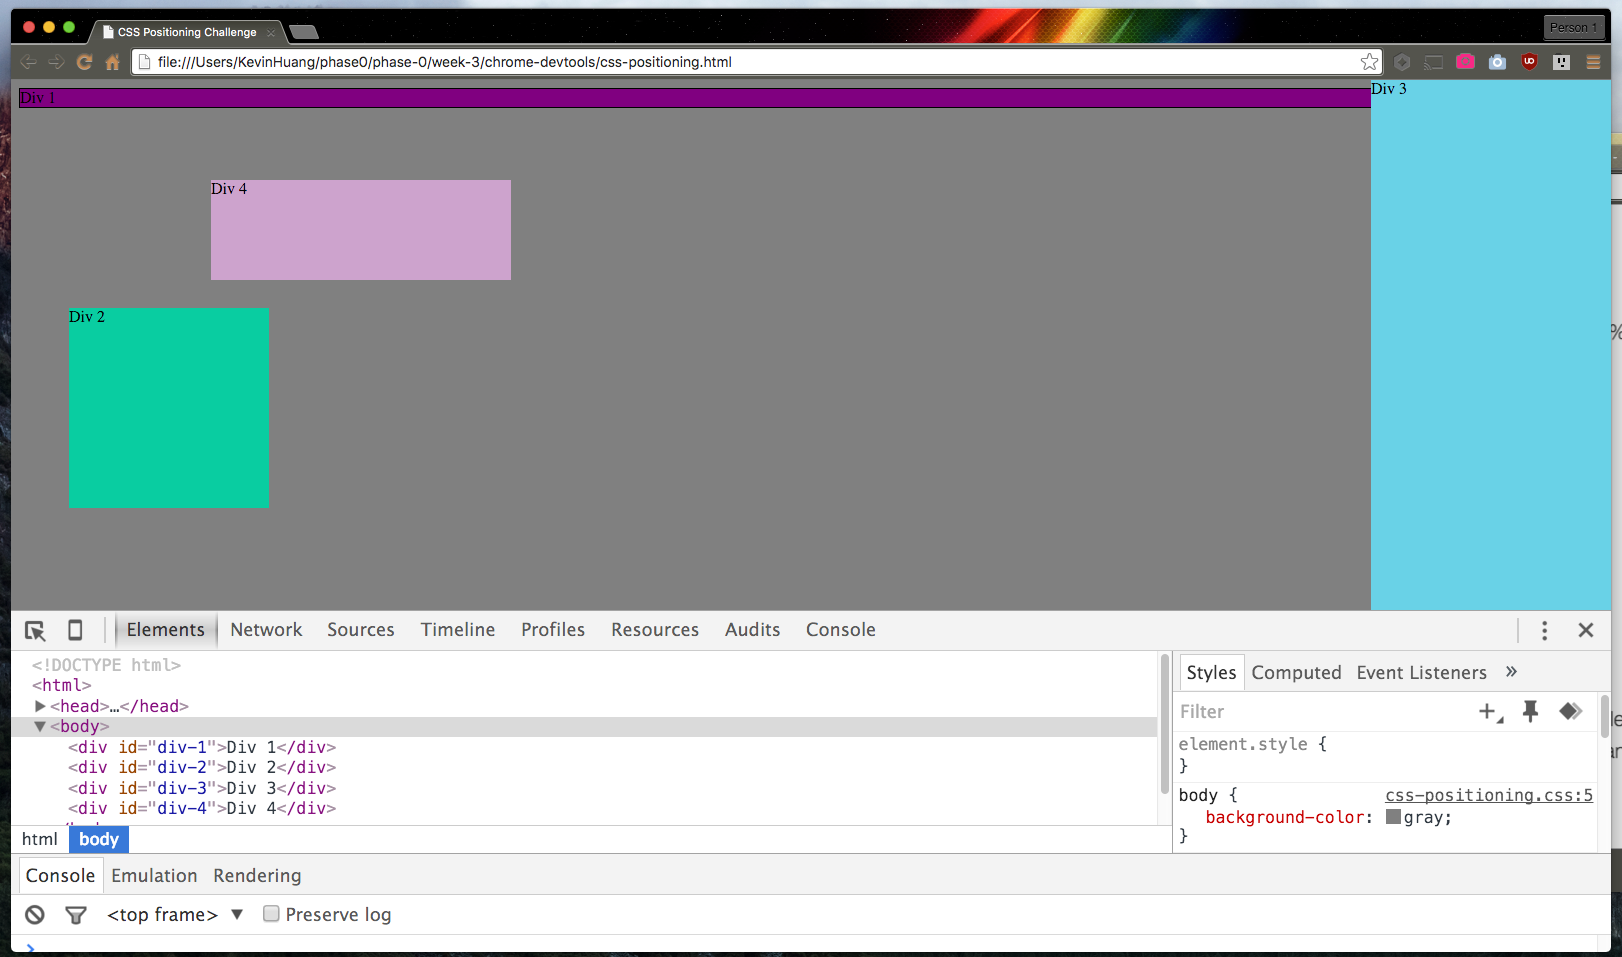 CSS Positioning Challenge
Person 1
file:///Users/KevinHuang/phase0/phase-0/week-3/chrome-devtools/css-positioning.html
Div 1
Div 3
Div 4
Div 2
%
Elements Network Sources Timeline Profiles Resources Audits Console
<!DOCTYPE html>
<html>
<head>…</head>
<body>
<div id="div-1">Div 1</div>
<div id="div-2">Div 2</div>
<div id="div-3">Div 3</div>
<div id="div-4">Div 4</div>
html body
Styles Computed Event Listeners »
Filter
element.style {
}
body { css-positioning.css:5
background-color: gray;
}
Console Emulation Rendering
<top frame> Preserve log